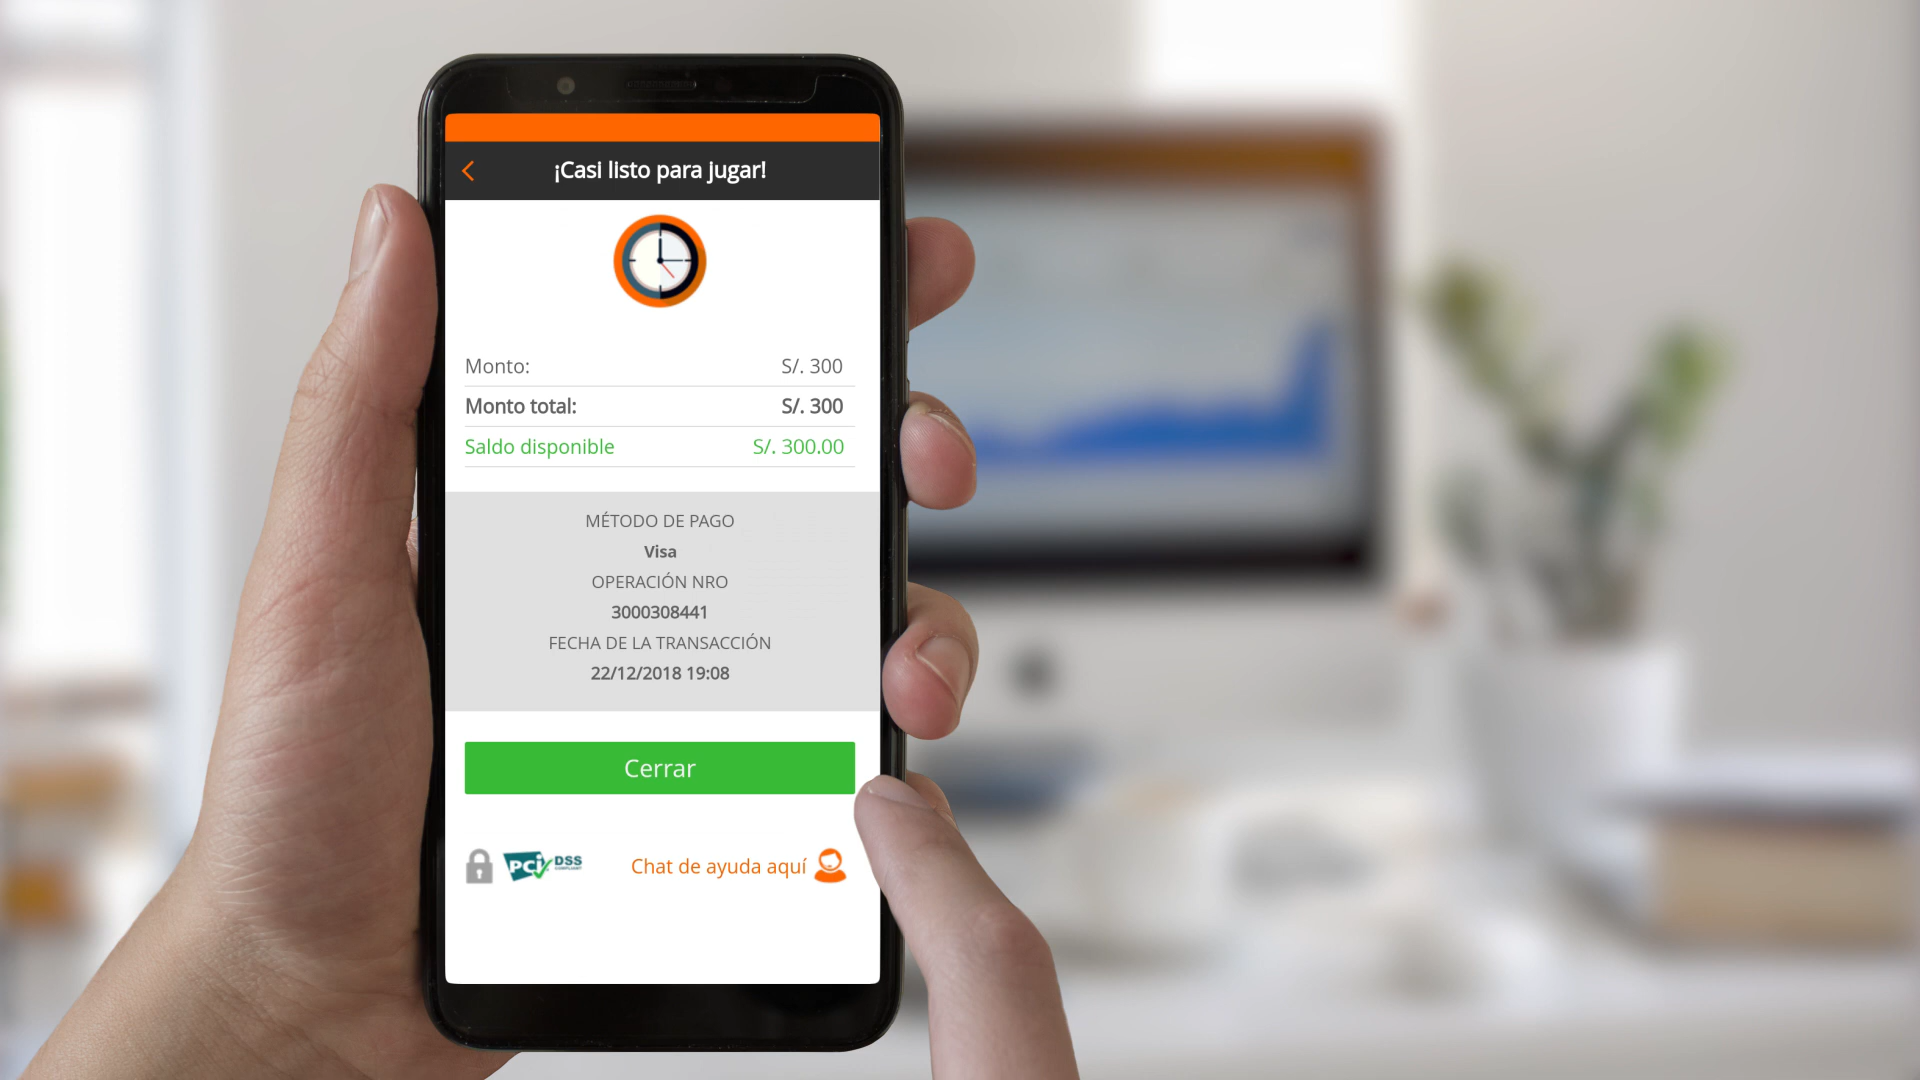 ¡Casi listo para jugar!
Monto: S/. 300
Monto total: S/. 300
Saldo disponible S/. 300.00
MÉTODO DE PAGO
Visa
OPERACIÓN NRO
3000308441
FECHA DE LA TRANSACCIÓN
22/12/2018 19:08
Cerrar
PCI DSS
COMPLIANT
Chat de ayuda aquí